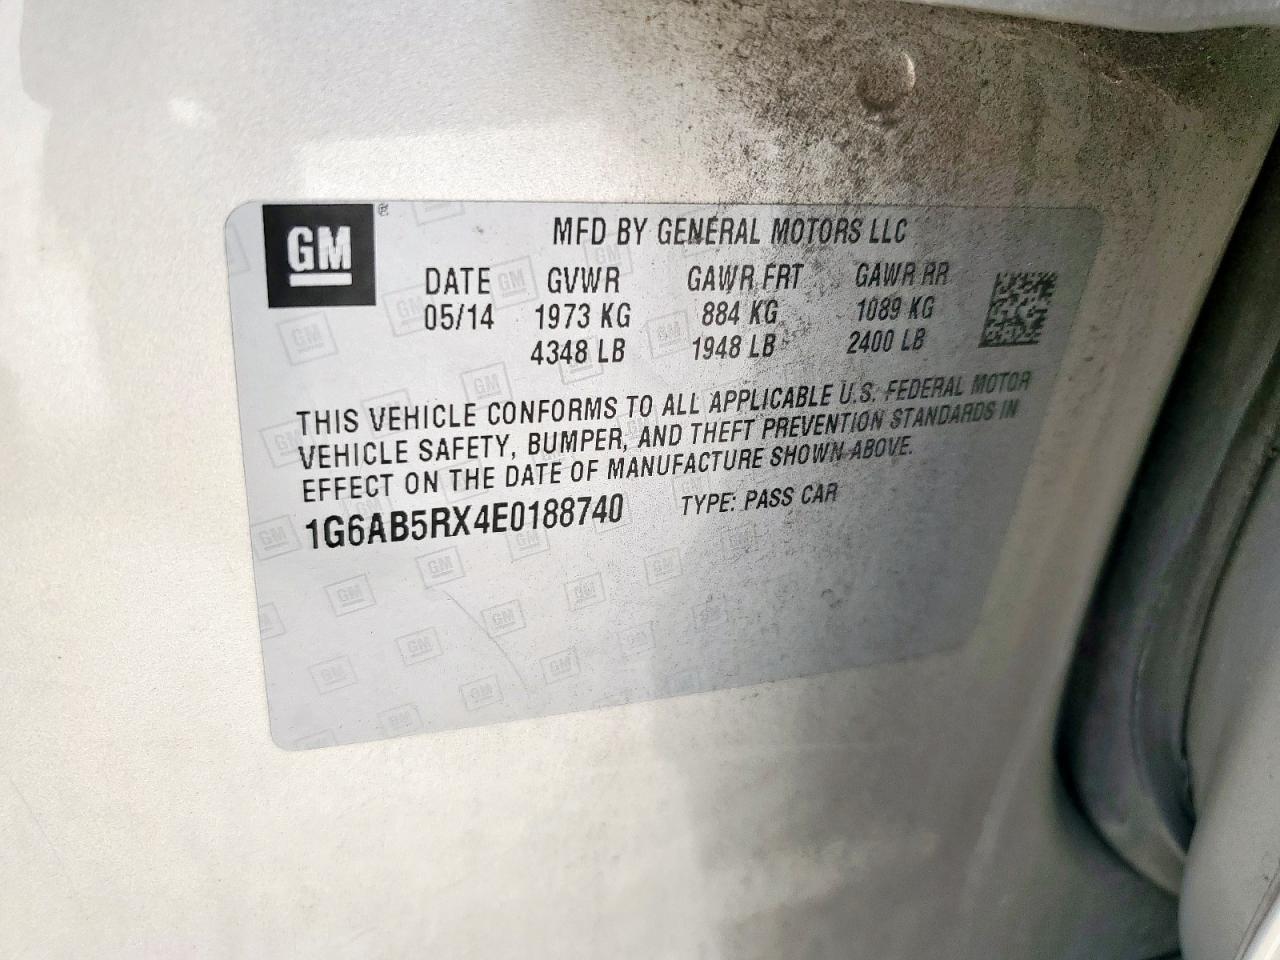 GM
MFD BY GENERAL MOTORS LLC
DATE GVWR GAWR FRT GAWR RR
05/14 1973 KG 884 KG 1089 KG
4348 LB 1948 LB 2400 LB
THIS VEHICLE CONFORMS TO ALL APPLICABLE U.S. FEDERAL MOTOR
VEHICLE SAFETY, BUMPER, AND THEFT PREVENTION STANDARDS IN
EFFECT ON THE DATE OF MANUFACTURE SHOWN ABOVE.
1G6AB5RX4E0188740 TYPE: PASS CAR